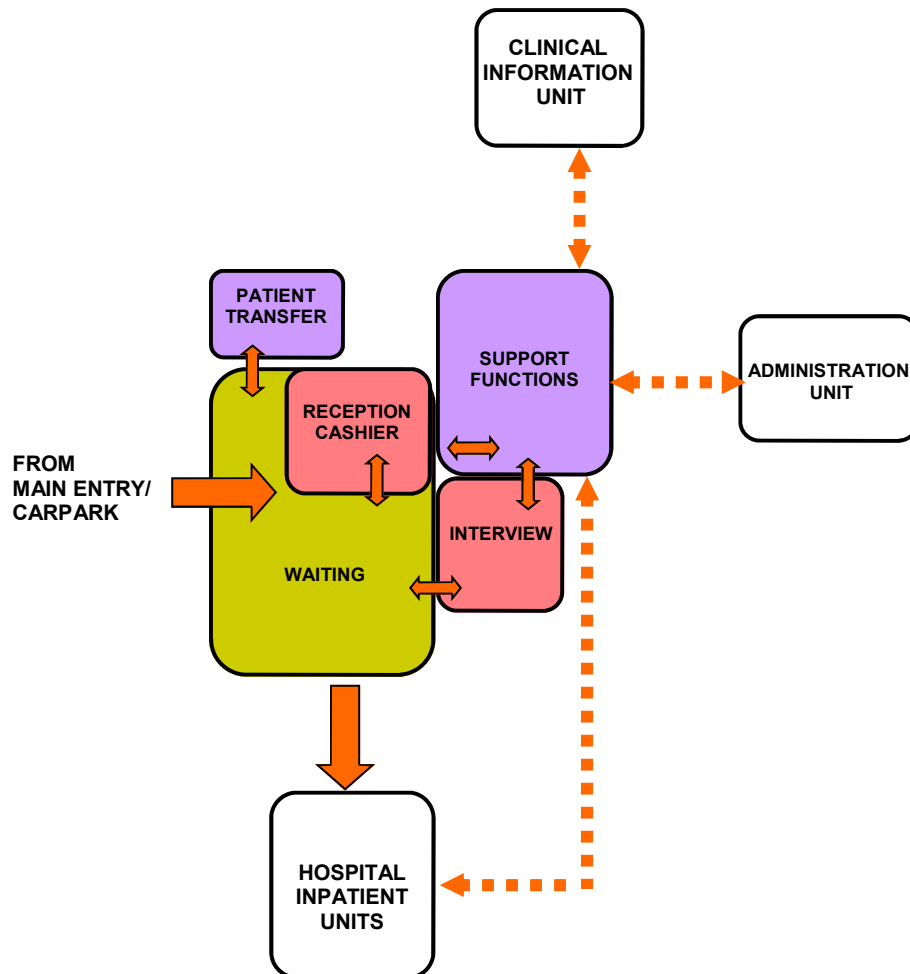 CLINICAL
INFORMATION
UNIT
PATIENT
TRANSFER
SUPPORT
FUNCTIONS
ADMINISTRATION
UNIT
RECEPTION
CASHIER
FROM
MAIN ENTRY/
CARPARK
INTERVIEW
WAITING
HOSPITAL
INPATIENT
UNITS